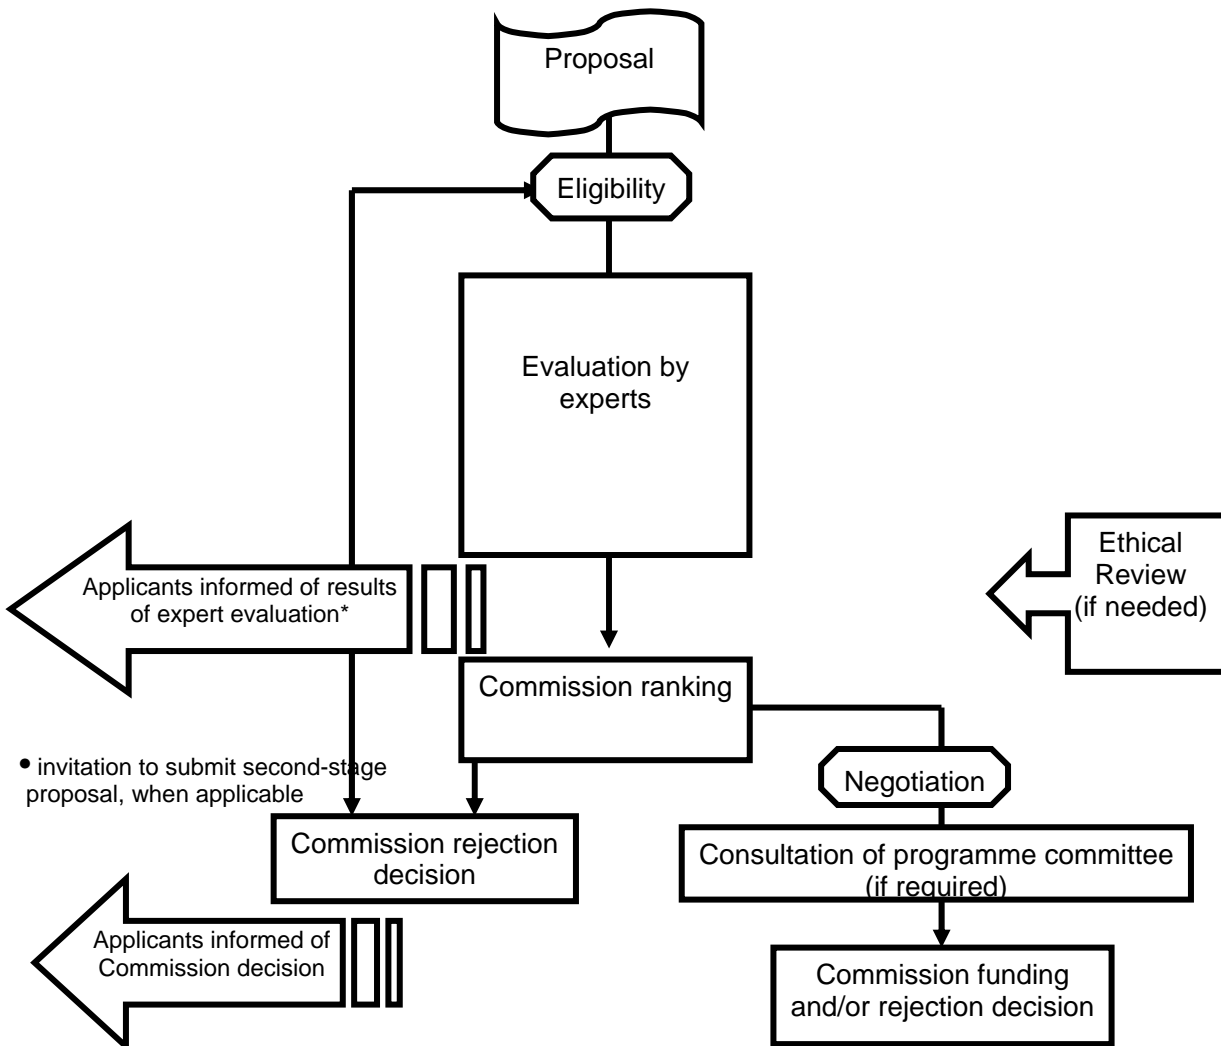 Proposal
Eligibility
Evaluation by
experts
Ethical
Review
(if needed)
Applicants informed of results
of expert evaluation*
Commission ranking
• invitation to submit second-stage
proposal, when applicable
Negotiation
Commission rejection
decision
Consultation of programme committee
(if required)
Applicants informed of
Commission decision
Commission funding
and/or rejection decision